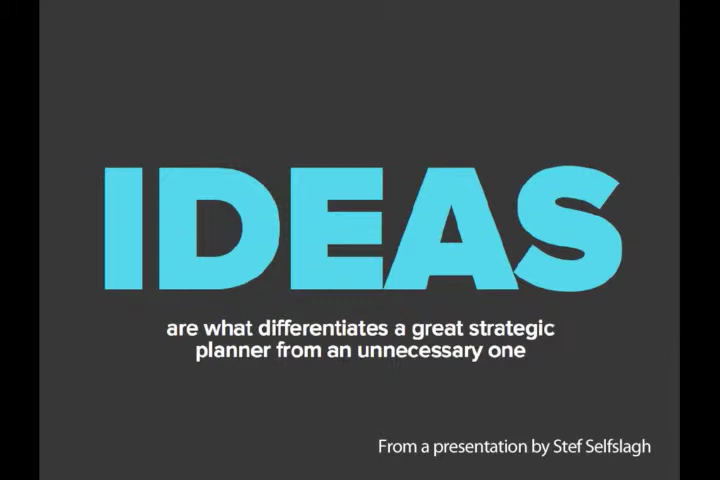 IDEAS
are what differentiates a great strategic
planner from an unnecessary one
From a presentation by Stef Selfslagh